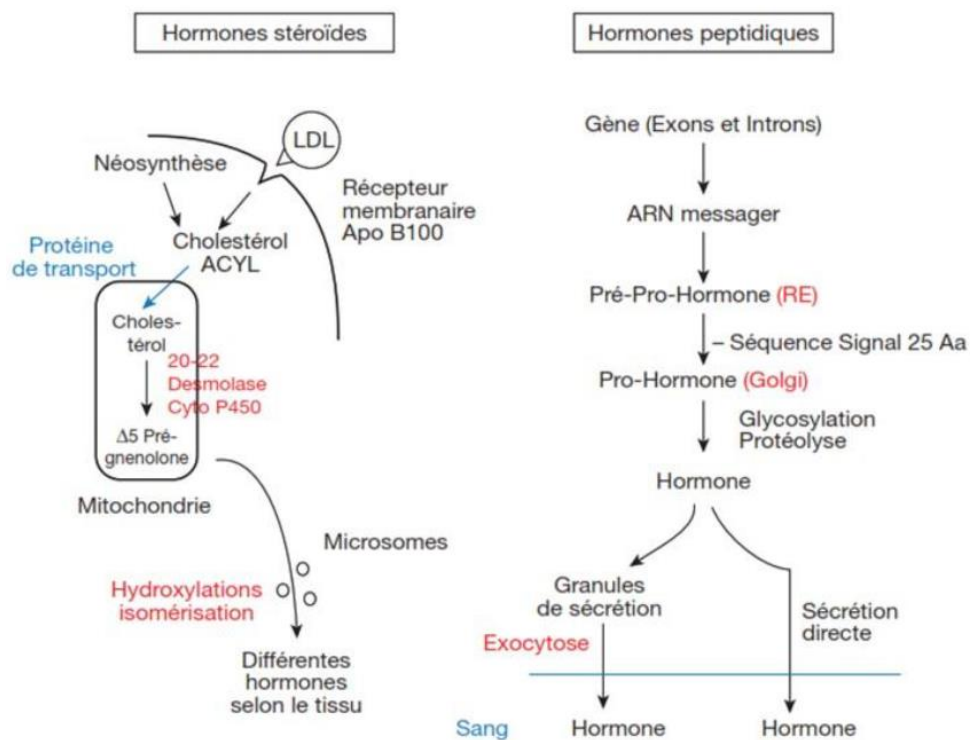 Hormones stéroïdes
LDL
Néosynthèse
Récepteur
membranaire
Apo B100
Cholestérol
ACYL
Protéine
de transport
Choles-
térol
20-22
Desmolase
Cyto P450
Δ5 Pré-
gnenolone
Mitochondrie
Microsomes
Hydroxylations
isomérisation
Différentes
hormones
selon le tissu
Hormones peptidiques
Gène (Exons et Introns)
ARN messager
Pré-Pro-Hormone (RE)
– Séquence Signal 25 Aa
Pro-Hormone (Golgi)
Glycosylation
Protéolyse
Hormone
Granules
de sécrétion
Sécrétion
directe
Exocytose
Sang
Hormone
Hormone